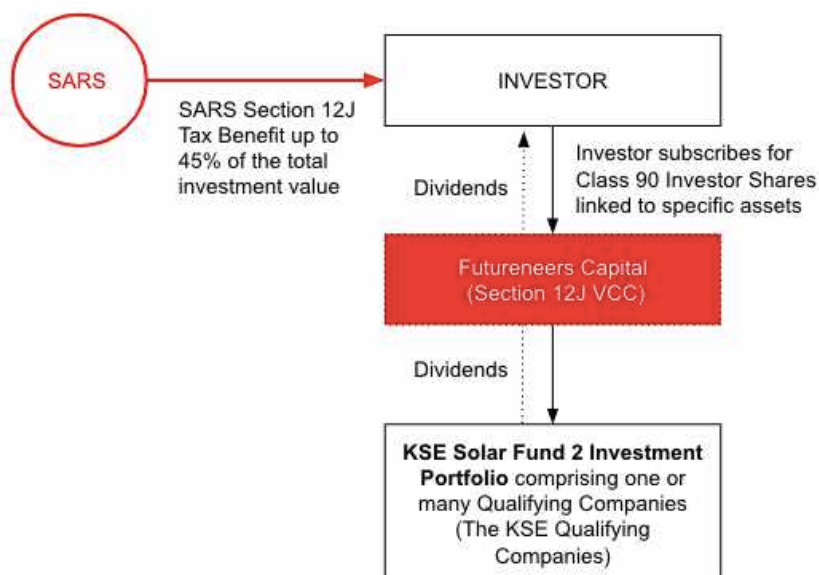 SARS
INVESTOR
SARS Section 12J
Tax Benefit up to
45% of the total
investment value
Dividends
Investor subscribes for
Class 90 Investor Shares
linked to specific assets
Futureneers Capital
(Section 12J VCC)
Dividends
KSE Solar Fund 2 Investment
Portfolio comprising one or
many Qualifying Companies
(The KSE Qualifying
Companies)